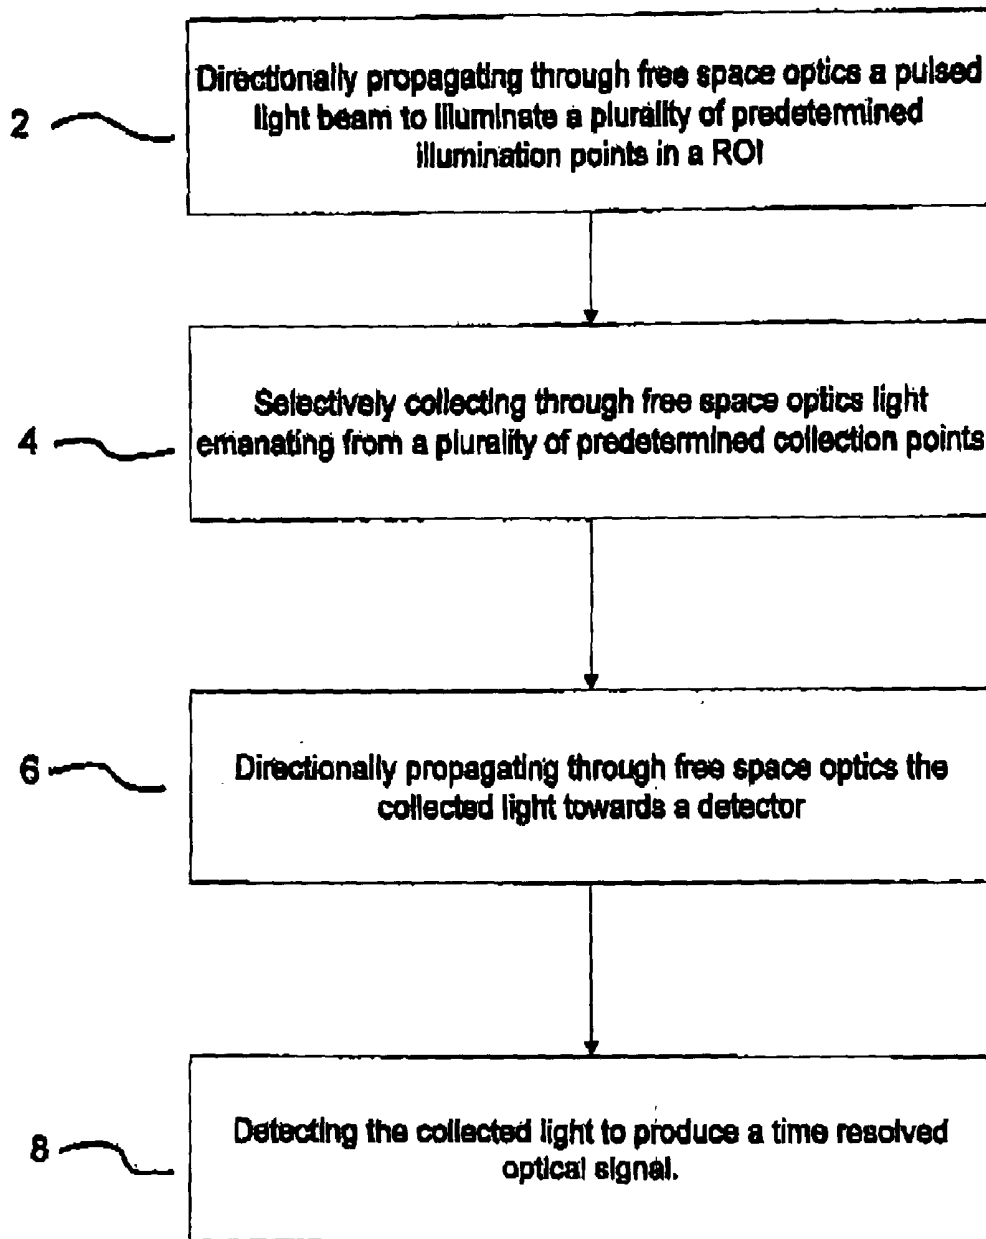 2
Directionally propagating through free space optics a pulsed
light beam to illuminate a plurality of predetermined
illumination points in a ROI
4
Selectively collecting through free space optics light
emanating from a plurality of predetermined collection points
6
Directionally propagating through free space optics the
collected light towards a detector
8
Detecting the collected light to produce a time resolved
optical signal.